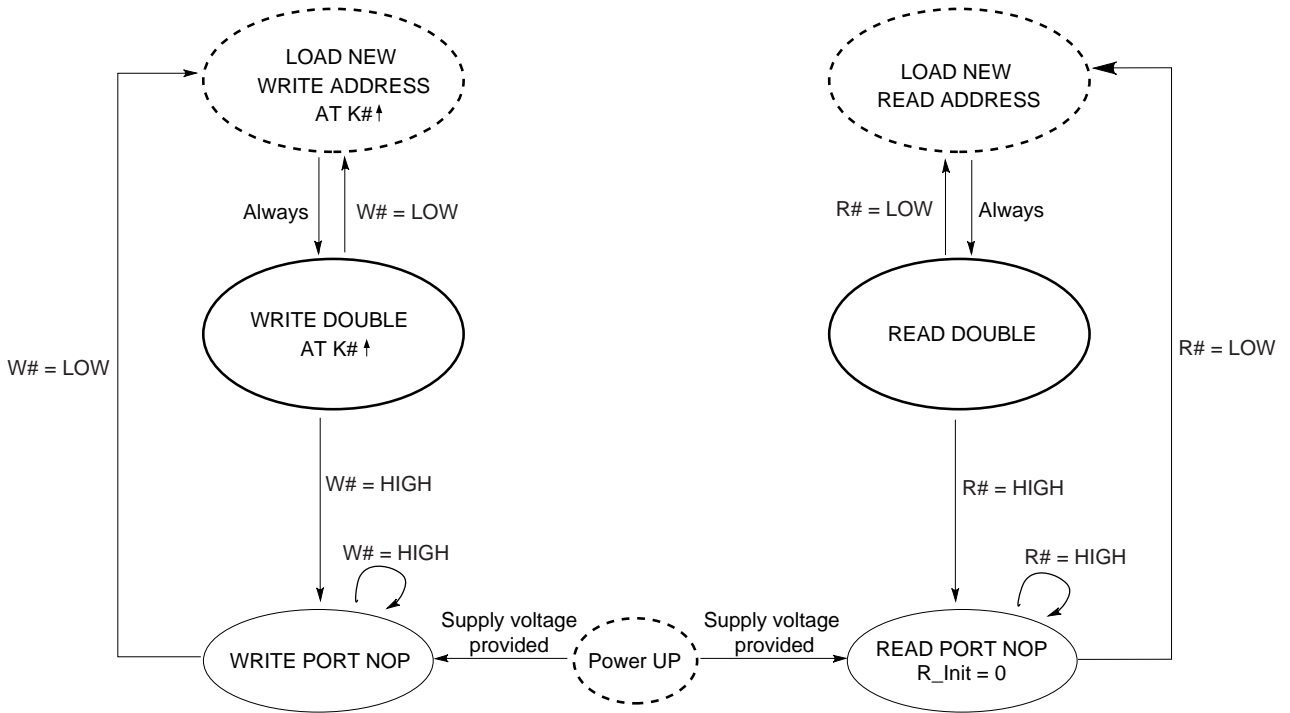 LOAD NEW
WRITE ADDRESS
AT K#↑
LOAD NEW
READ ADDRESS
Always
W# = LOW
R# = LOW
Always
WRITE DOUBLE
AT K#↑
READ DOUBLE
W# = LOW
R# = LOW
W# = HIGH
R# = HIGH
W# = HIGH
R# = HIGH
WRITE PORT NOP
Supply voltage
provided
Power UP
Supply voltage
provided
READ PORT NOP
R_Init = 0